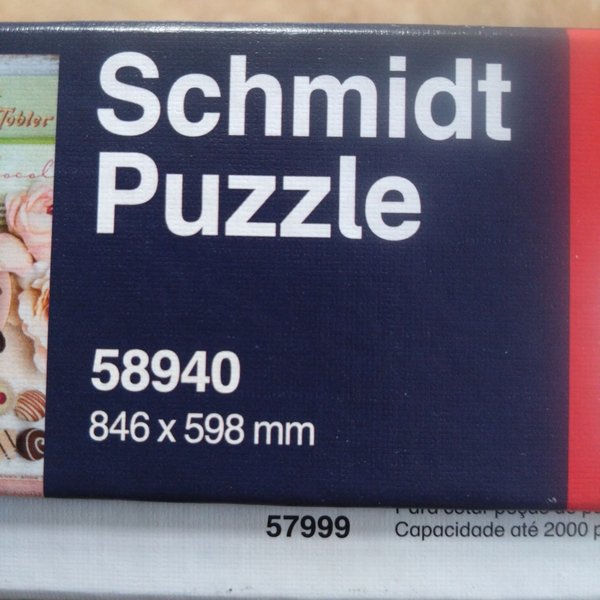 Tobler
Schmidt
Puzzle
58940
846 x 598 mm
57999
Capacidade até 2000